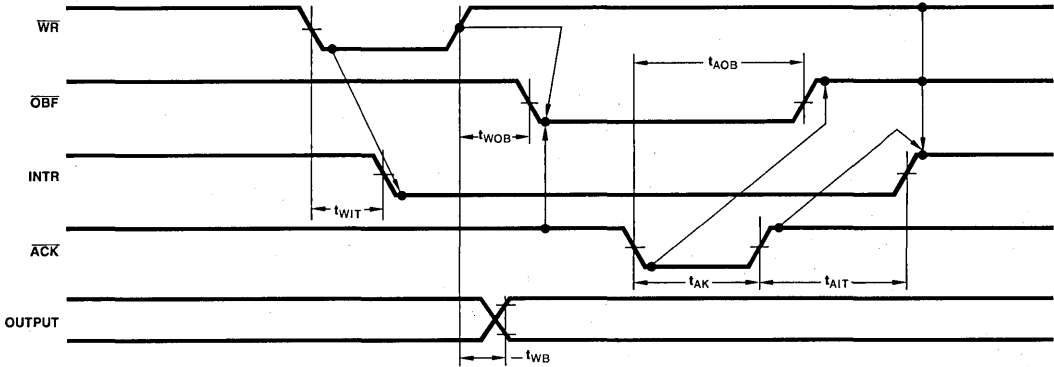 WR
OBF
tAOB
tWOB
INTR
tWIT
ACK
tAK
tAIT
OUTPUT
tWB